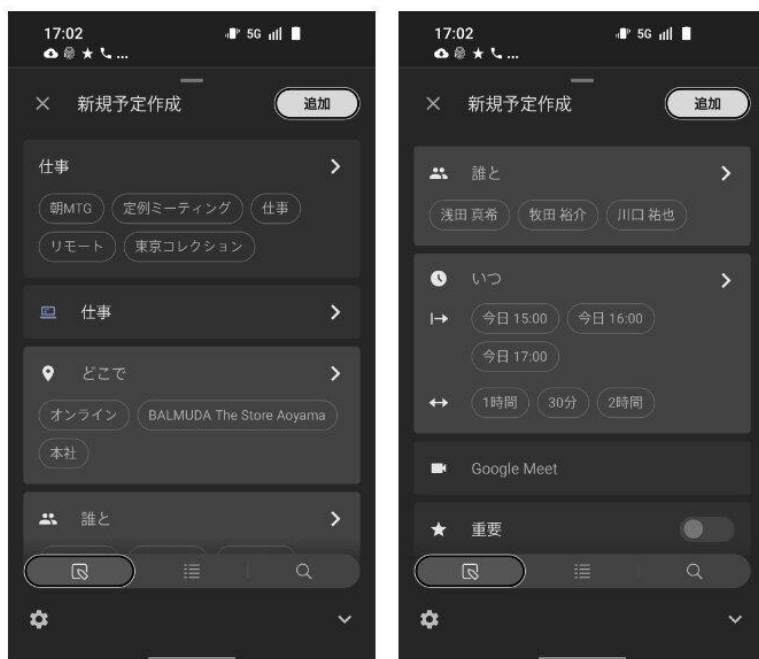 17:02
5G
...
新規予定作成
追加
仕事
朝MTG 定例ミーティング 仕事
リモート 東京コレクション
仕事
どこで
オンライン BALMUDA The Store Aoyama
本社
誰と
17:02
5G
...
新規予定作成
追加
誰と
浅田 真希 牧田 裕介 川口 祐也
いつ
今日 15:00 今日 16:00
今日 17:00
1時間 30分 2時間
Google Meet
重要